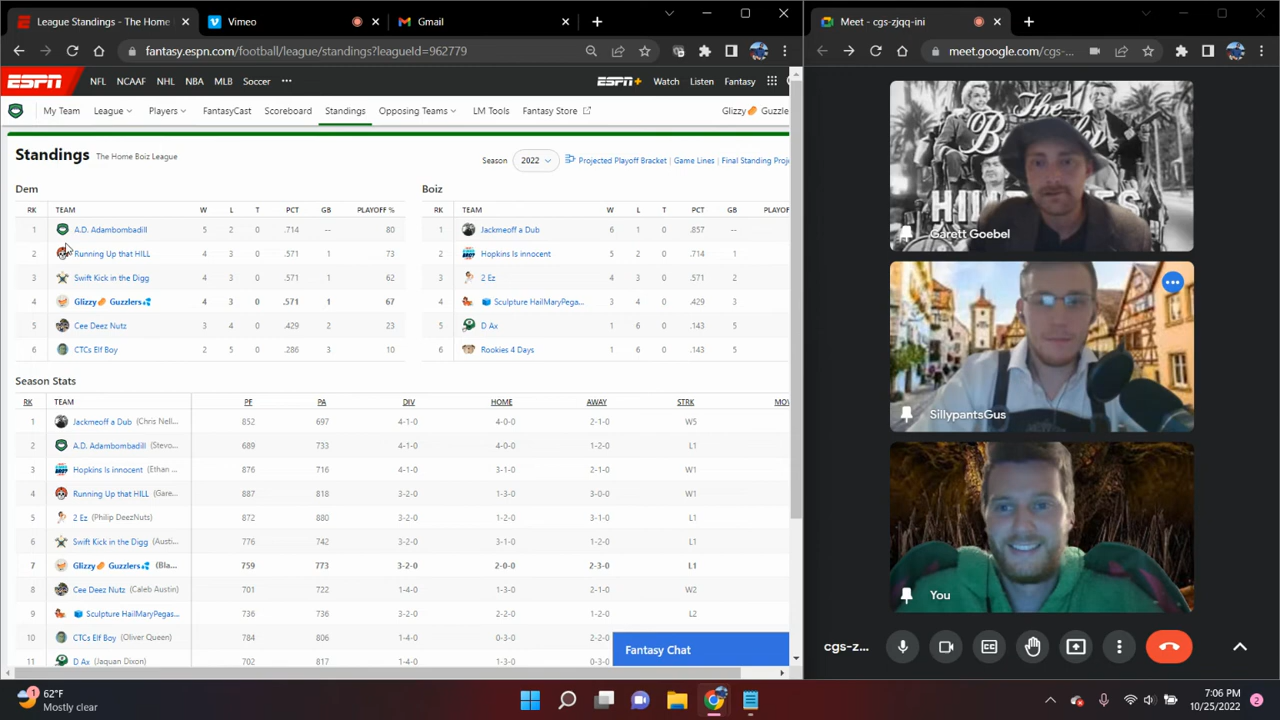 League Standings - The Home
Vimeo
Gmail
Meet - cgs-zjqq-ini
fantasy.espn.com/football/league/standings?leagueId=962779
meet.google.com/cgs-...
ESPN NFL NCAAF NHL NBA MLB Soccer ••• ESPN+ Watch Listen Fantasy
My Team League Players FantasyCast Scoreboard Standings Opposing Teams LM Tools Fantasy Store Glizzy Guzzle
Standings The Home Boiz League
Season 2022 Projected Playoff Bracket | Game Lines | Final Standing Proj
Dem
RK TEAM W L T PCT GB PLAYOFF %
1 A.D. Adambombadill 5 2 0 .714 -- 80
2 Running Up that HILL 4 3 0 .571 1 73
3 Swift Kick in the Digg 4 3 0 .571 1 62
4 Glizzy Guzzlers 4 3 0 .571 1 67
5 Cee Deez Nutz 3 4 0 .429 2 23
6 CTCs Elf Boy 2 5 0 .286 3 10
Boiz
RK TEAM W L T PCT GB PLAYOF
1 Jackmeoff a Dub 6 1 0 .857 --
2 Hopkins Is innocent 5 2 0 .714 1
3 2 Ez 4 3 0 .571 2
4 Sculpture HailMaryPega... 3 4 0 .429 3
5 D Ax 1 6 0 .143 5
6 Rookies 4 Days 1 6 0 .143 5
Season Stats
RK TEAM PF PA DIV HOME AWAY STRK MOV
1 Jackmeoff a Dub (Chris Nell... 852 697 4-1-0 4-0-0 2-1-0 W5
2 A.D. Adambombadill (Stevo... 689 733 4-1-0 4-0-0 1-2-0 L1
3 Hopkins Is innocent (Ethan ... 876 716 4-1-0 3-1-0 2-1-0 W1
4 Running Up that HILL (Gare... 887 818 3-2-0 1-3-0 3-0-0 W1
5 2 Ez (Philip DeezNuts) 872 880 3-2-0 1-2-0 3-1-0 L1
6 Swift Kick in the Digg (Austi... 776 742 3-2-0 3-1-0 1-2-0 L1
7 Glizzy Guzzlers (Bla... 759 773 3-2-0 2-0-0 2-3-0 L1
8 Cee Deez Nutz (Caleb Austin) 701 722 1-4-0 1-3-0 2-1-0 W2
9 Sculpture HailMaryPegas... 736 736 3-2-0 2-2-0 1-2-0 L2
10 CTCs Elf Boy (Oliver Queen) 784 806 1-4-0 0-3-0 2-2-0
11 D Ax (Jaquan Dixon) 702 817 1-4-0 1-3-0 0-3-0
Fantasy Chat
The
Garett Goebel
SillypantsGus
You
cgs-z...
1
62°F
Mostly clear
7:06 PM
10/25/2022
2